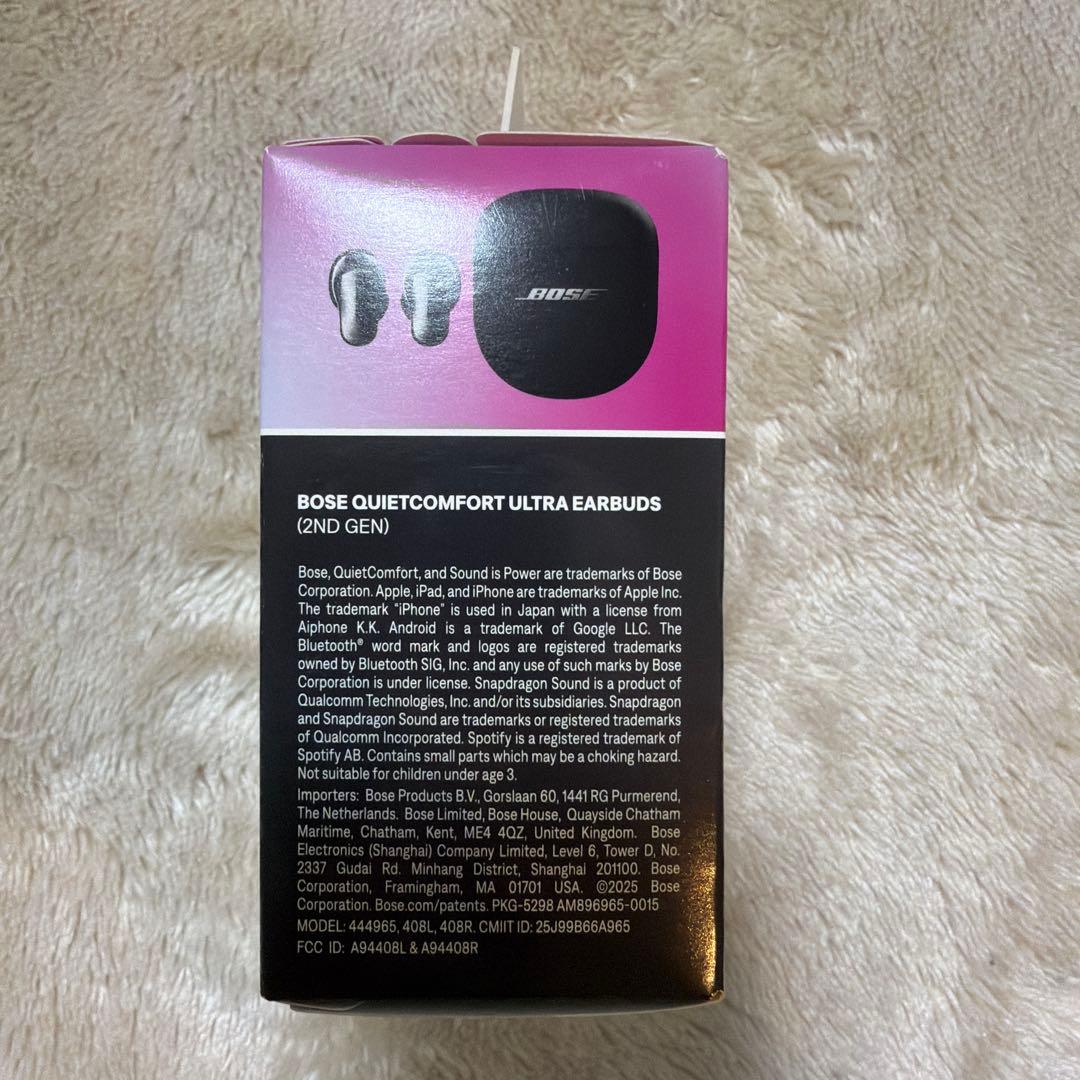 BOSE
BOSE QUIETCOMFORT ULTRA EARBUDS
(2ND GEN)
Bose, QuietComfort, and Sound is Power are trademarks of Bose
Corporation. Apple, iPad, and iPhone are trademarks of Apple Inc.
The trademark "iPhone" is used in Japan with a license from
Aiphone K.K. Android is a trademark of Google LLC. The
Bluetooth® word mark and logos are registered trademarks
owned by Bluetooth SIG, Inc. and any use of such marks by Bose
Corporation is under license. Snapdragon Sound is a product of
Qualcomm Technologies, Inc. and/or its subsidiaries. Snapdragon
and Snapdragon Sound are trademarks or registered trademarks
of Qualcomm Incorporated. Spotify is a registered trademark of
Spotify AB. Contains small parts which may be a choking hazard.
Not suitable for children under age 3.
Importers: Bose Products B.V., Gorslaan 60, 1441 RG Purmerend,
The Netherlands. Bose Limited, Bose House, Quayside Chatham
Maritime, Chatham, Kent, ME4 4QZ, United Kingdom. Bose
Electronics (Shanghai) Company Limited, Level 6, Tower D, No.
2337 Gudai Rd. Minhang District, Shanghai 201100. Bose
Corporation, Framingham, MA 01701 USA. ©2025 Bose
Corporation. Bose.com/patents. PKG-5298 AM896965-0015
MODEL: 444965, 408L, 408R. CMIIT ID: 25J99B66A965
FCC ID: A94408L & A94408R